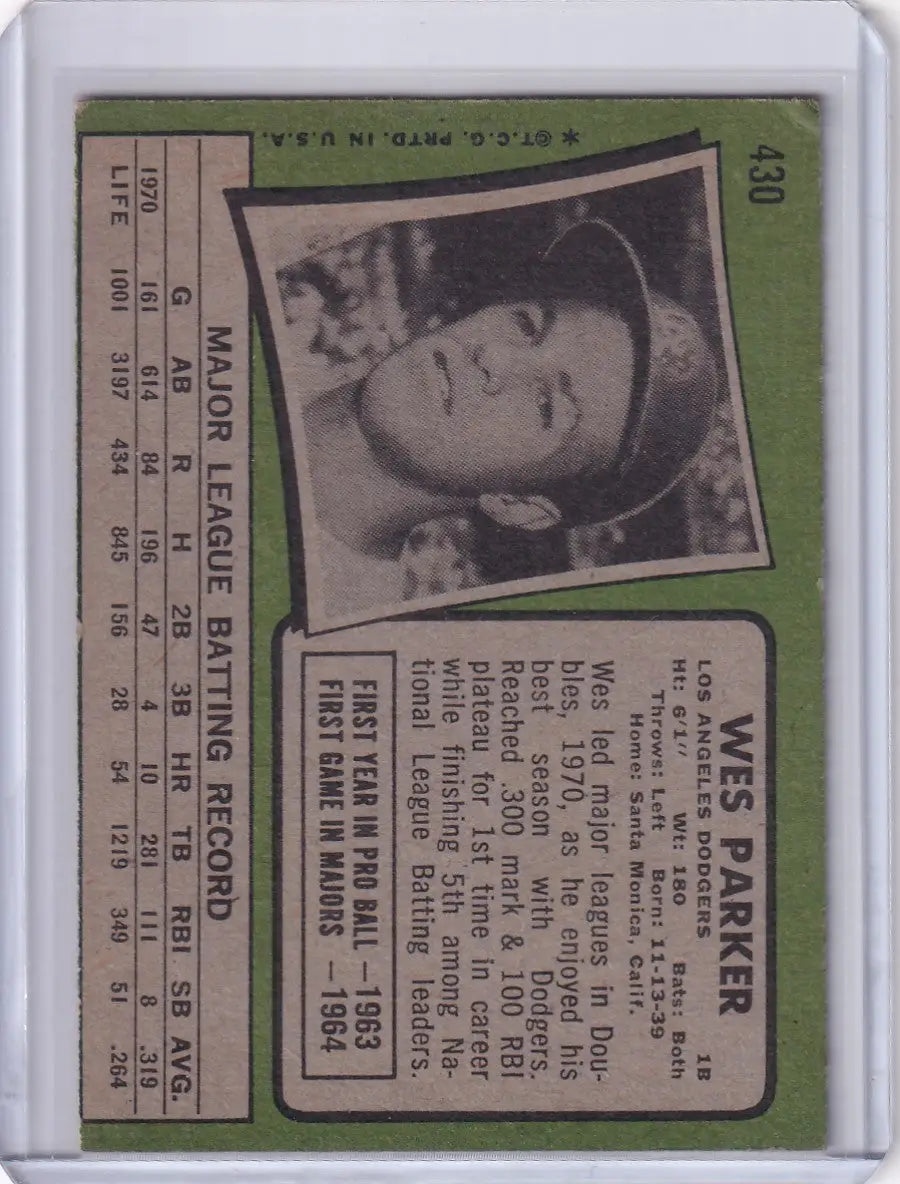 430
* ©T.C.G. PRTD. IN U.S.A.
WES PARKER
LOS ANGELES DODGERS 1B
Ht: 6'1" Wt: 180 Bats: Both
Throws: Left Born: 11-13-39
Home: Santa Monica, Calif.
Wes led major leagues in Dou-
bles, 1970, as he enjoyed his
best season with Dodgers.
Reached .300 mark & 100 RBI
plateau for 1st time in career
while finishing 5th among Na-
tional League Batting leaders.
FIRST YEAR IN PRO BALL —1963
FIRST GAME IN MAJORS —1964
MAJOR LEAGUE BATTING RECORD
G AB R H 2B 3B HR TB RBI SB AVG.
1970 161 614 84 196 47 4 10 281 111 8 .319
LIFE 1001 3197 434 845 156 28 54 1219 349 51 .264